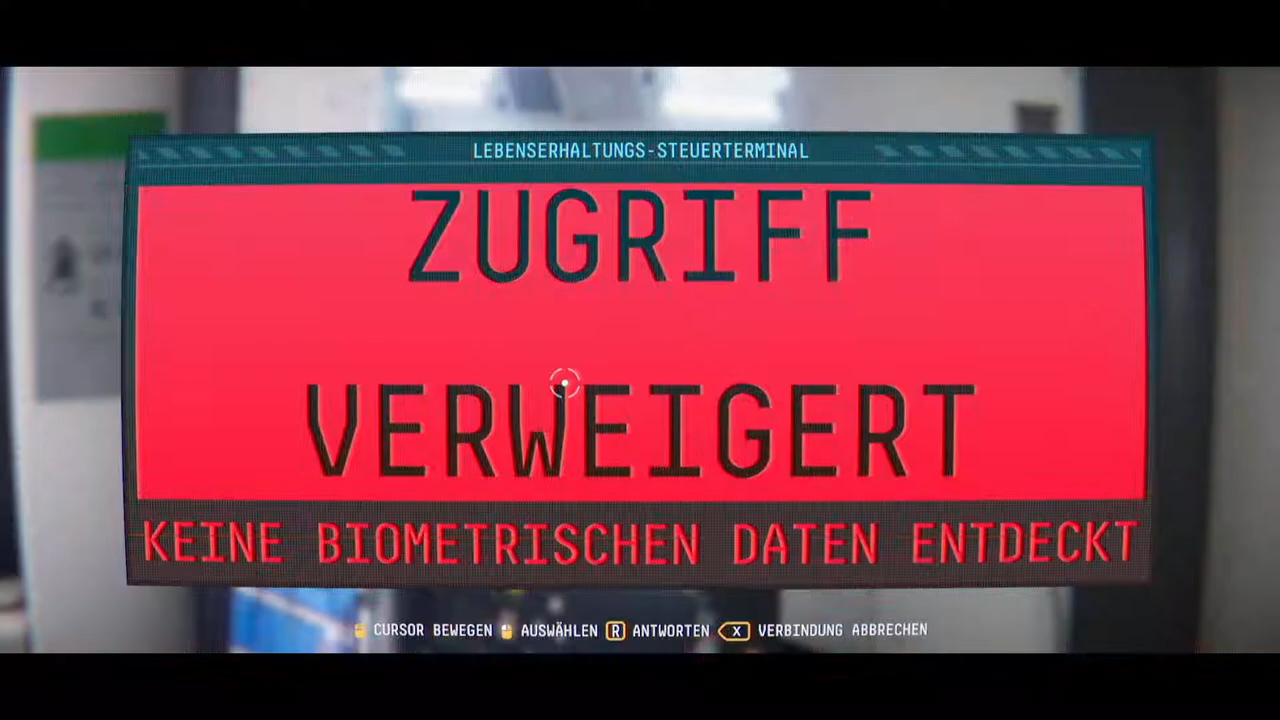 LEBENSERHALTUNGS-STEUERTERMINAL
ZUGRIFF
VERWEIGERT
KEINE BIOMETRISCHEN DATEN ENTDECKT
CURSOR BEWEGEN AUSWÄHLEN R ANTWORTEN X VERBINDUNG ABBRECHEN